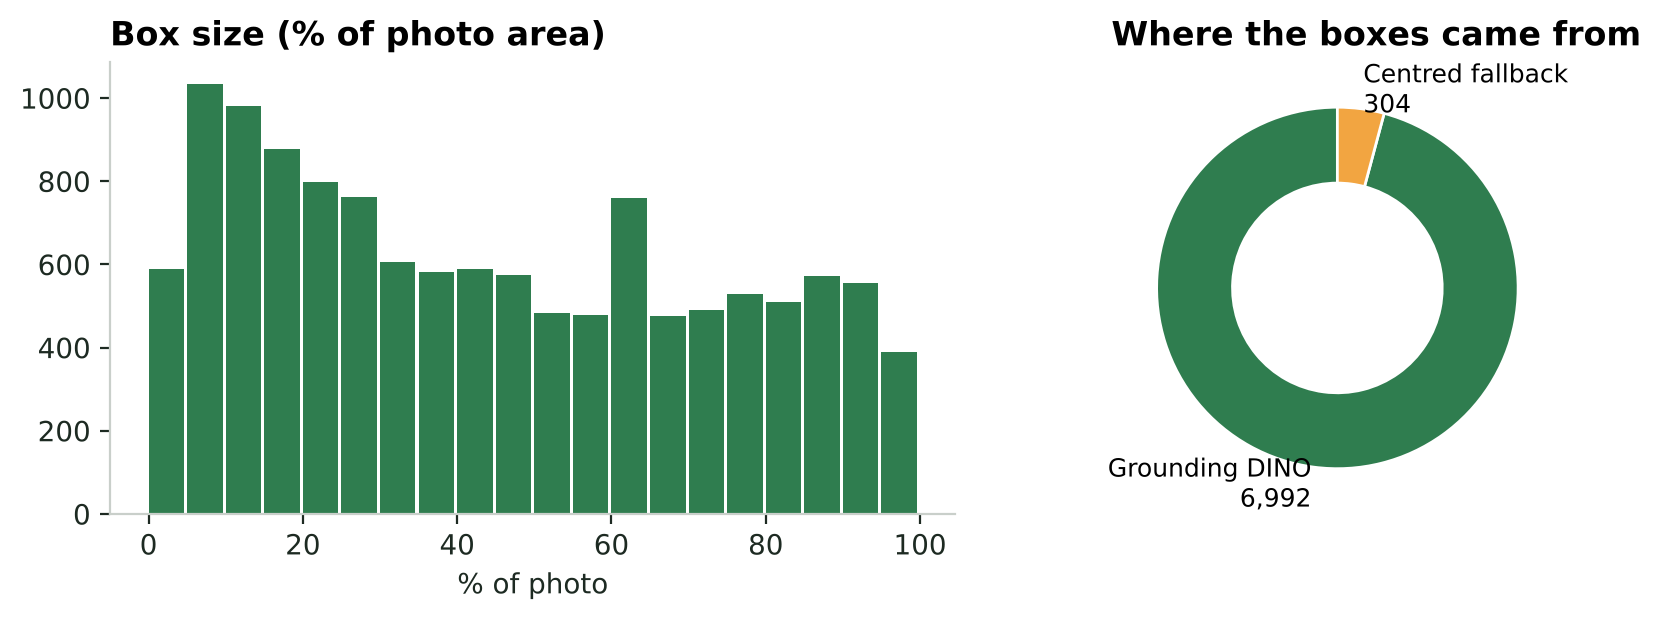 Box size (% of photo area)
1000
800
600
400
200
0
0 20 40 60 80 100
% of photo
Where the boxes came from
Centred fallback
304
Grounding DINO
6,992